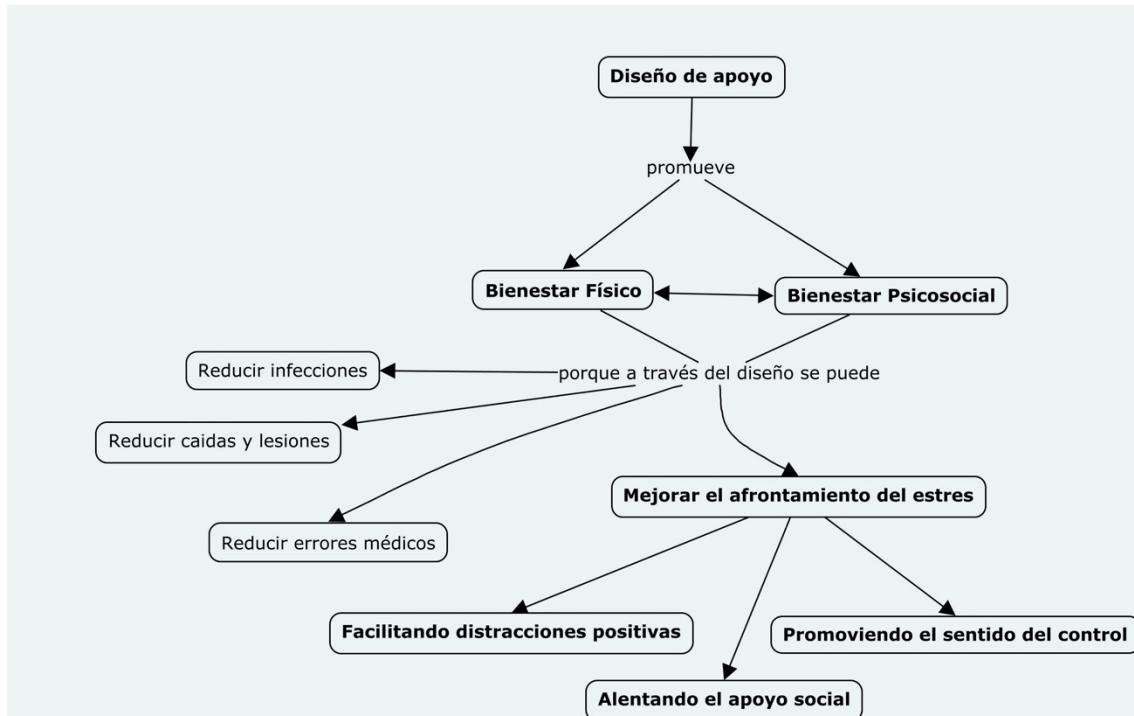 Diseño de apoyo
promueve
Bienestar Físico
Bienestar Psicosocial
Reducir infecciones
porque a través del diseño se puede
Reducir caidas y lesiones
Mejorar el afrontamiento del estres
Reducir errores médicos
Facilitando distracciones positivas
Promoviendo el sentido del control
Alentando el apoyo social